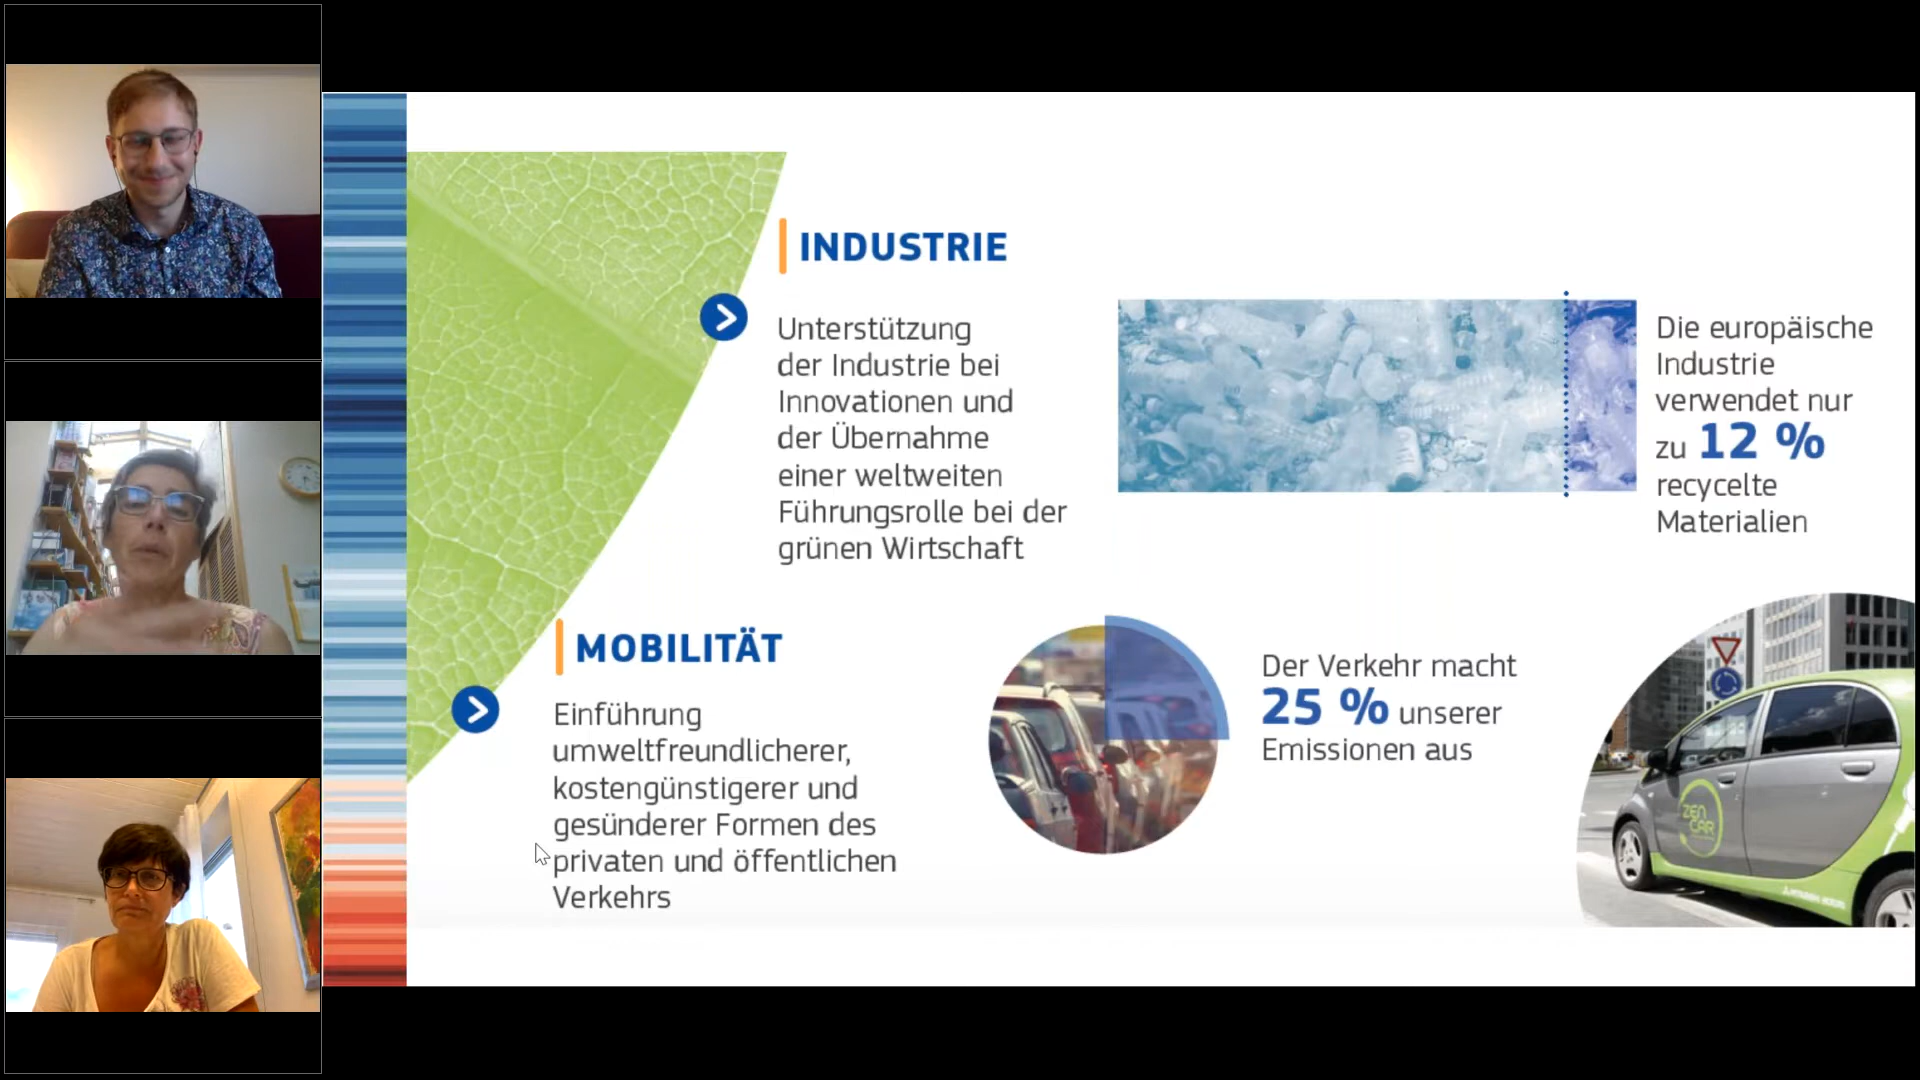 INDUSTRIE
Unterstützung
der Industrie bei
Innovationen und
der Übernahme
einer weltweiten
Führungsrolle bei der
grünen Wirtschaft
Die europäische
Industrie
verwendet nur
zu 12 %
recycelte
Materialien
MOBILITÄT
Einführung
umweltfreundlicherer,
kostengünstigerer und
gesünderer Formen des
privaten und öffentlichen
Verkehrs
Der Verkehr macht
25 % unserer
Emissionen aus
ZEN
CAR